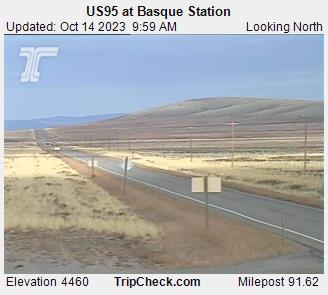 US95 at Basque Station
Updated: Oct 14 2023  9:59 AM
Looking North
Elevation 4460
TripCheck.com
Milepost 91.62